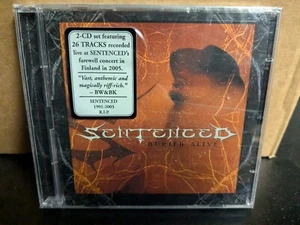 2-CD set featuring
26 TRACKS recorded
live at SENTENCED's
farewell concert in
Finland in 2005.
"Vast, anthemic and
magically riff-rich."
– BW&BK
SENTENCED
1991-2005
R.I.P
SENTENCED
BURIED ALIVE